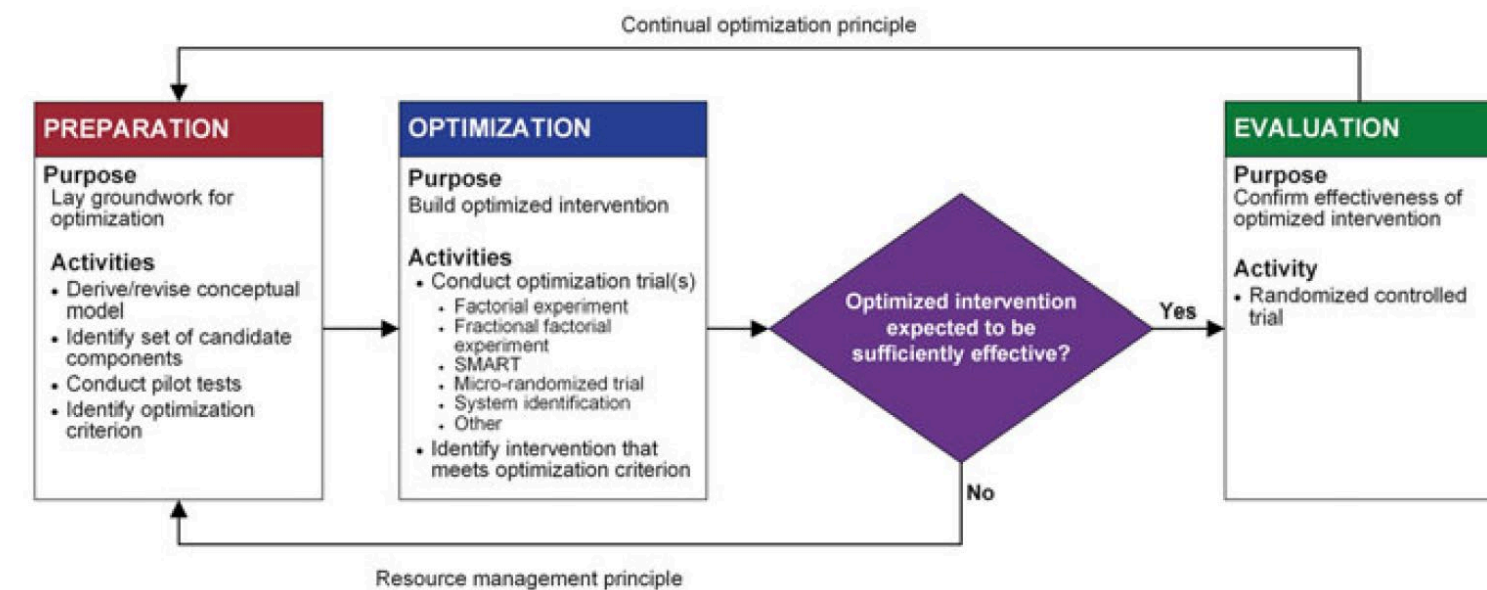 Continual optimization principle
PREPARATION
Purpose
Lay groundwork for
optimization
Activities
• Derive/revise conceptual
model
• Identify set of candidate
components
• Conduct pilot tests
• Identify optimization
criterion
OPTIMIZATION
Purpose
Build optimized intervention
Activities
• Conduct optimization trial(s)
• Factorial experiment
• Fractional factorial
experiment
• SMART
• Micro-randomized trial
• System identification
• Other
• Identify intervention that
meets optimization criterion
Optimized intervention
expected to be
sufficiently effective?
Yes
No
EVALUATION
Purpose
Confirm effectiveness of
optimized intervention
Activity
• Randomized controlled
trial
Resource management principle